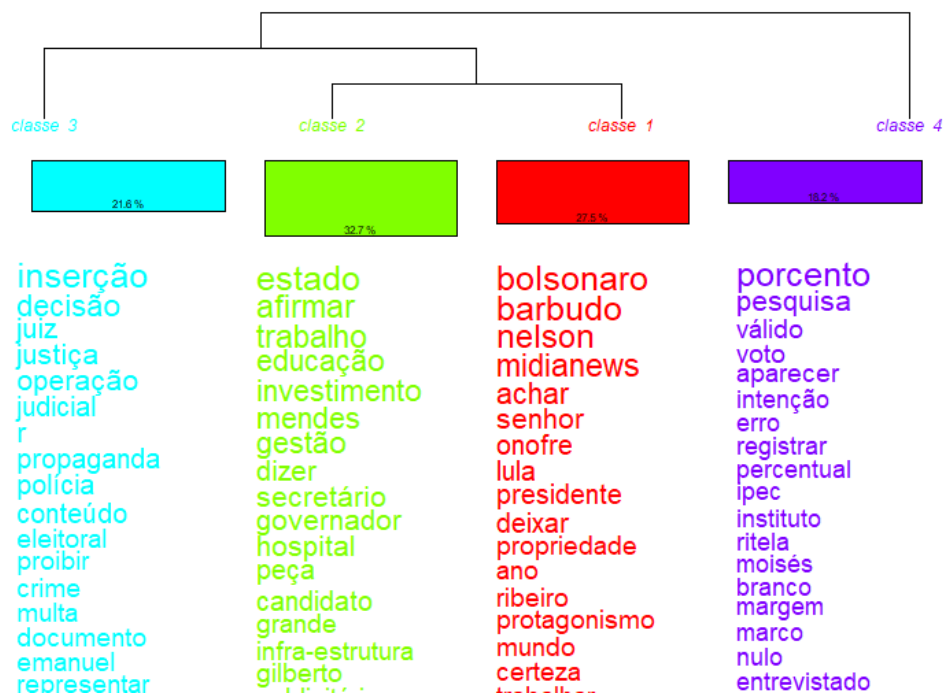 classe 3
classe 2
classe 1
classe 4
21.6 %
32.7 %
27.5 %
18.2 %
inserção
decisão
juiz
justiça
operação
judicial
r
propaganda
polícia
conteúdo
eleitoral
proibir
crime
multa
documento
emanuel
representar
estado
afirmar
trabalho
educação
investimento
mendes
gestão
dizer
secretário
governador
hospital
peça
candidato
grande
infra-estrutura
gilberto
bolsonaro
barbudo
nelson
midianews
achar
senhor
onofre
lula
presidente
deixar
propriedade
ano
ribeiro
protagonismo
mundo
certeza
trabalhar
porcento
pesquisa
válido
voto
aparecer
intenção
erro
registrar
percentual
ipec
instituto
ritela
moisés
branco
margem
marco
nulo
entrevistado